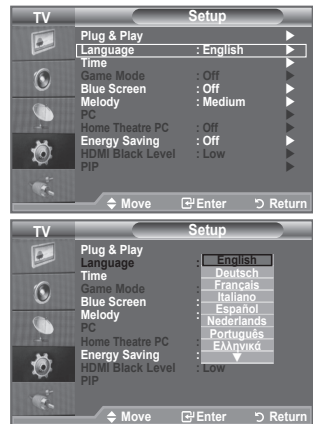 TV Setup
Plug & Play
Language : English
Time
Game Mode : Off
Blue Screen : Off
Melody : Medium
PC
Home Theatre PC : Off
Energy Saving : Off
HDMI Black Level : Low
PIP
Move Enter Return
TV Setup
Plug & Play
Language : English
Time Deutsch
Game Mode : Français
Blue Screen : Italiano
Melody : Español
PC Nederlands
Home Theatre PC : Português
Energy Saving : Ελληνικά
HDMI Black Level : Low
PIP
Move Enter Return